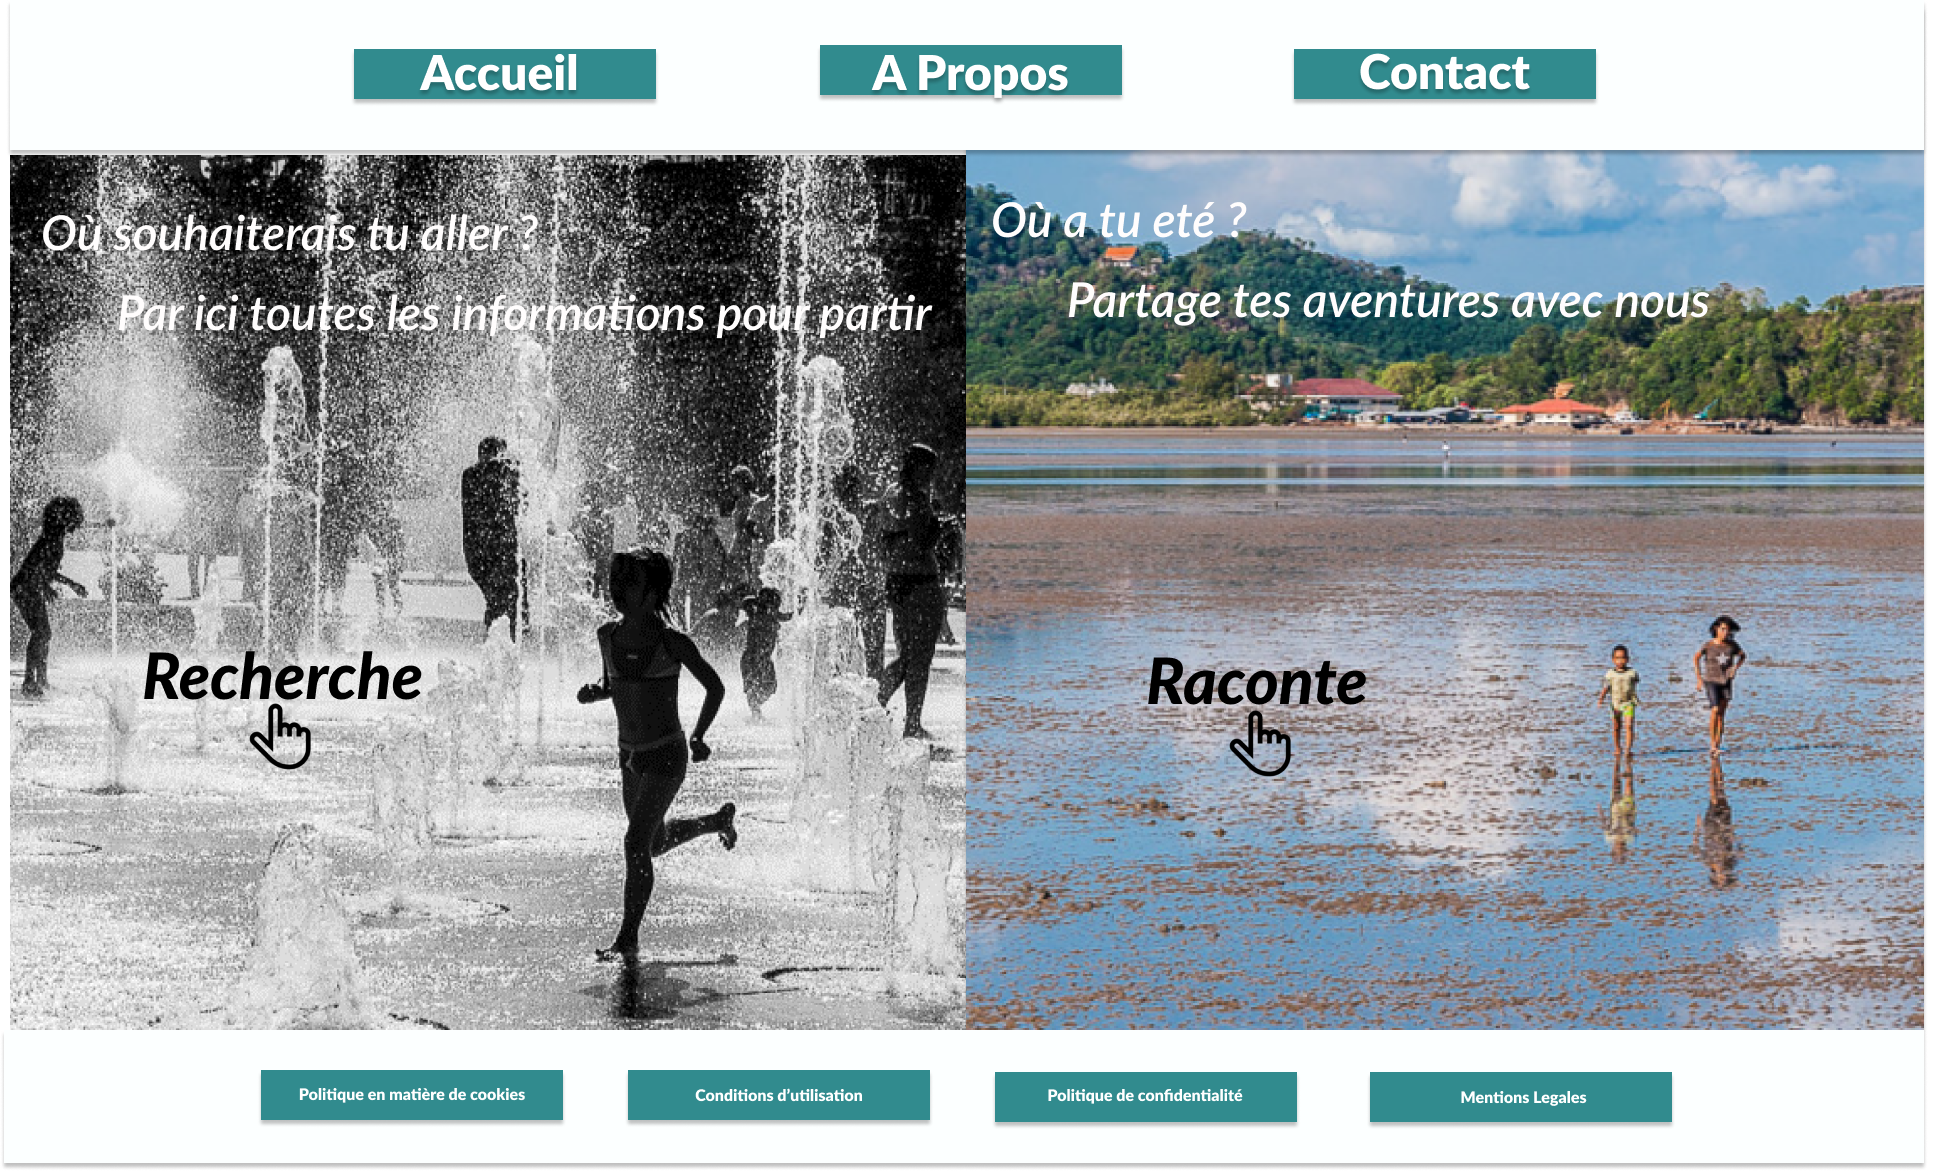 Accueil
A Propos
Contact
Où souhaiterais tu aller ?
Par ici toutes les informations pour partir
Recherche
Où a tu eté ?
Partage tes aventures avec nous
Raconte
Politique en matière de cookies
Conditions d'utilisation
Politique de confidentialité
Mentions Legales